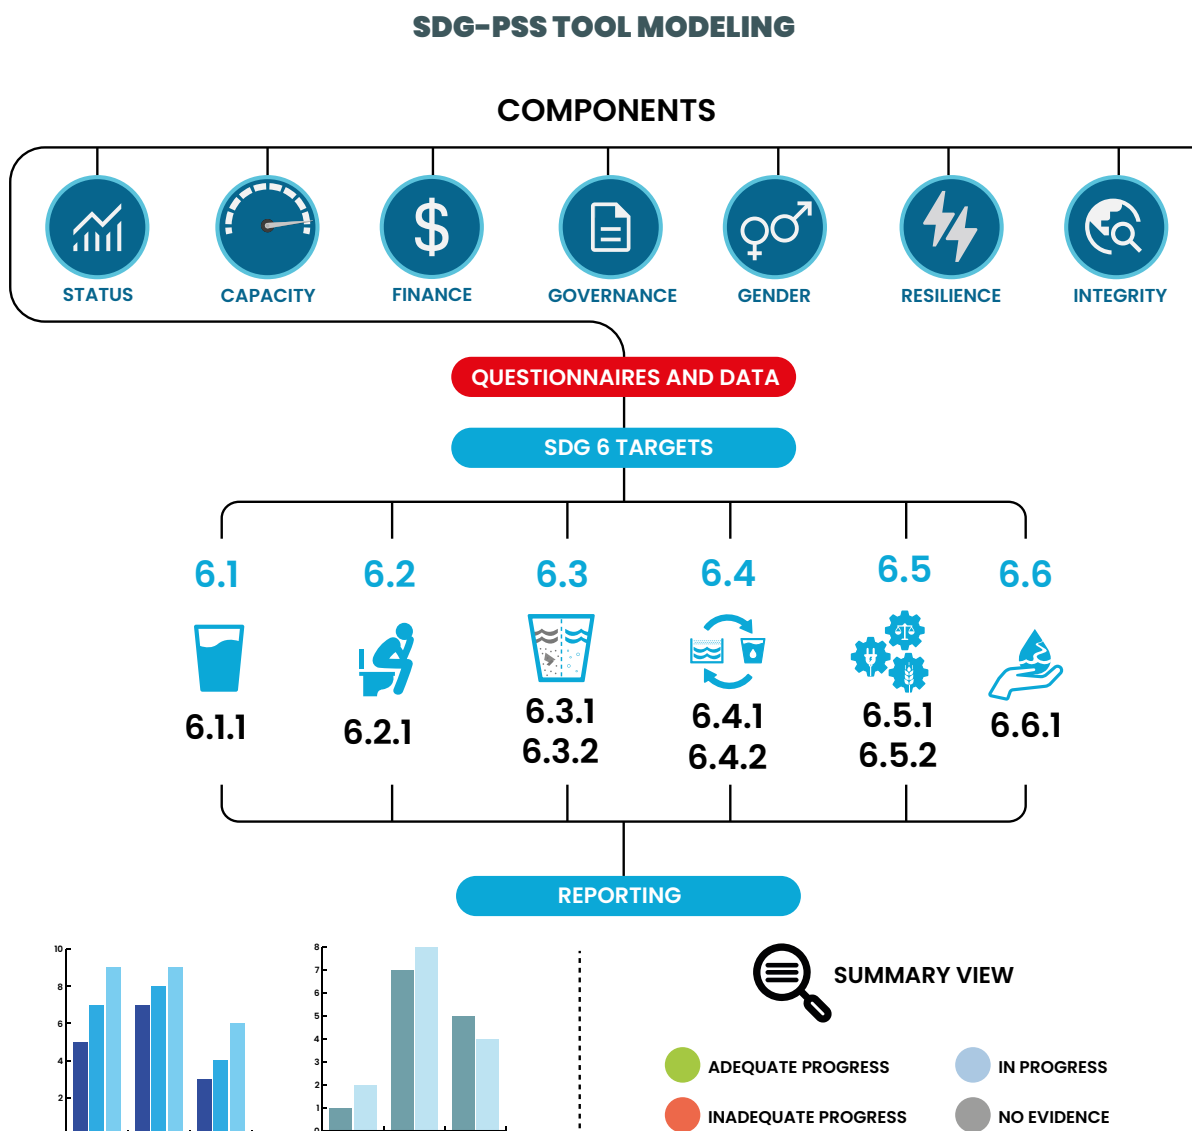 SDG-PSS TOOL MODELING
COMPONENTS
STATUS
CAPACITY
FINANCE
GOVERNANCE
GENDER
RESILIENCE
INTEGRITY
QUESTIONNAIRES AND DATA
SDG 6 TARGETS
6.1
6.2
6.3
6.4
6.5
6.6
6.1.1
6.2.1
6.3.1
6.3.2
6.4.1
6.4.2
6.5.1
6.5.2
6.6.1
REPORTING
10
8
6
4
2
8
7
6
5
4
3
2
1
0
SUMMARY VIEW
ADEQUATE PROGRESS
IN PROGRESS
INADEQUATE PROGRESS
NO EVIDENCE